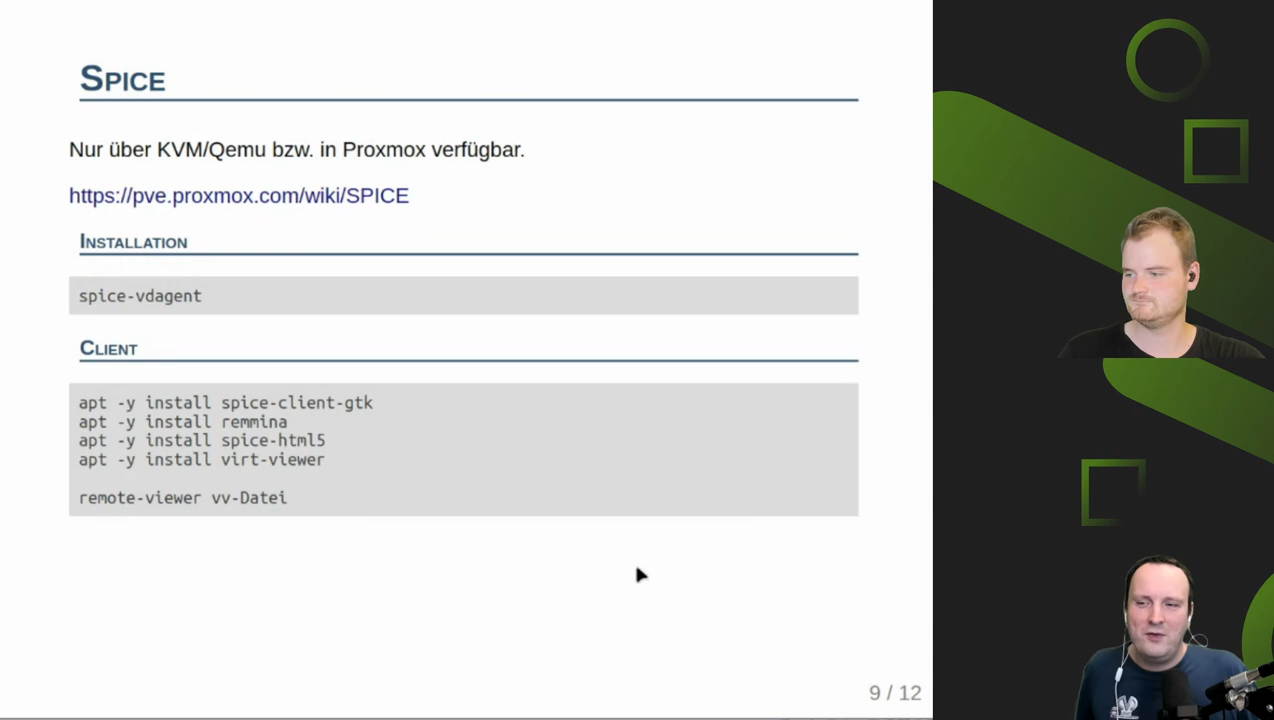 Spice
Nur über KVM/Qemu bzw. in Proxmox verfügbar.
https://pve.proxmox.com/wiki/SPICE
Installation
spice-vdagent
Client
apt -y install spice-client-gtk
apt -y install remmina
apt -y install spice-html5
apt -y install virt-viewer
remote-viewer vv-Datei
9 / 12